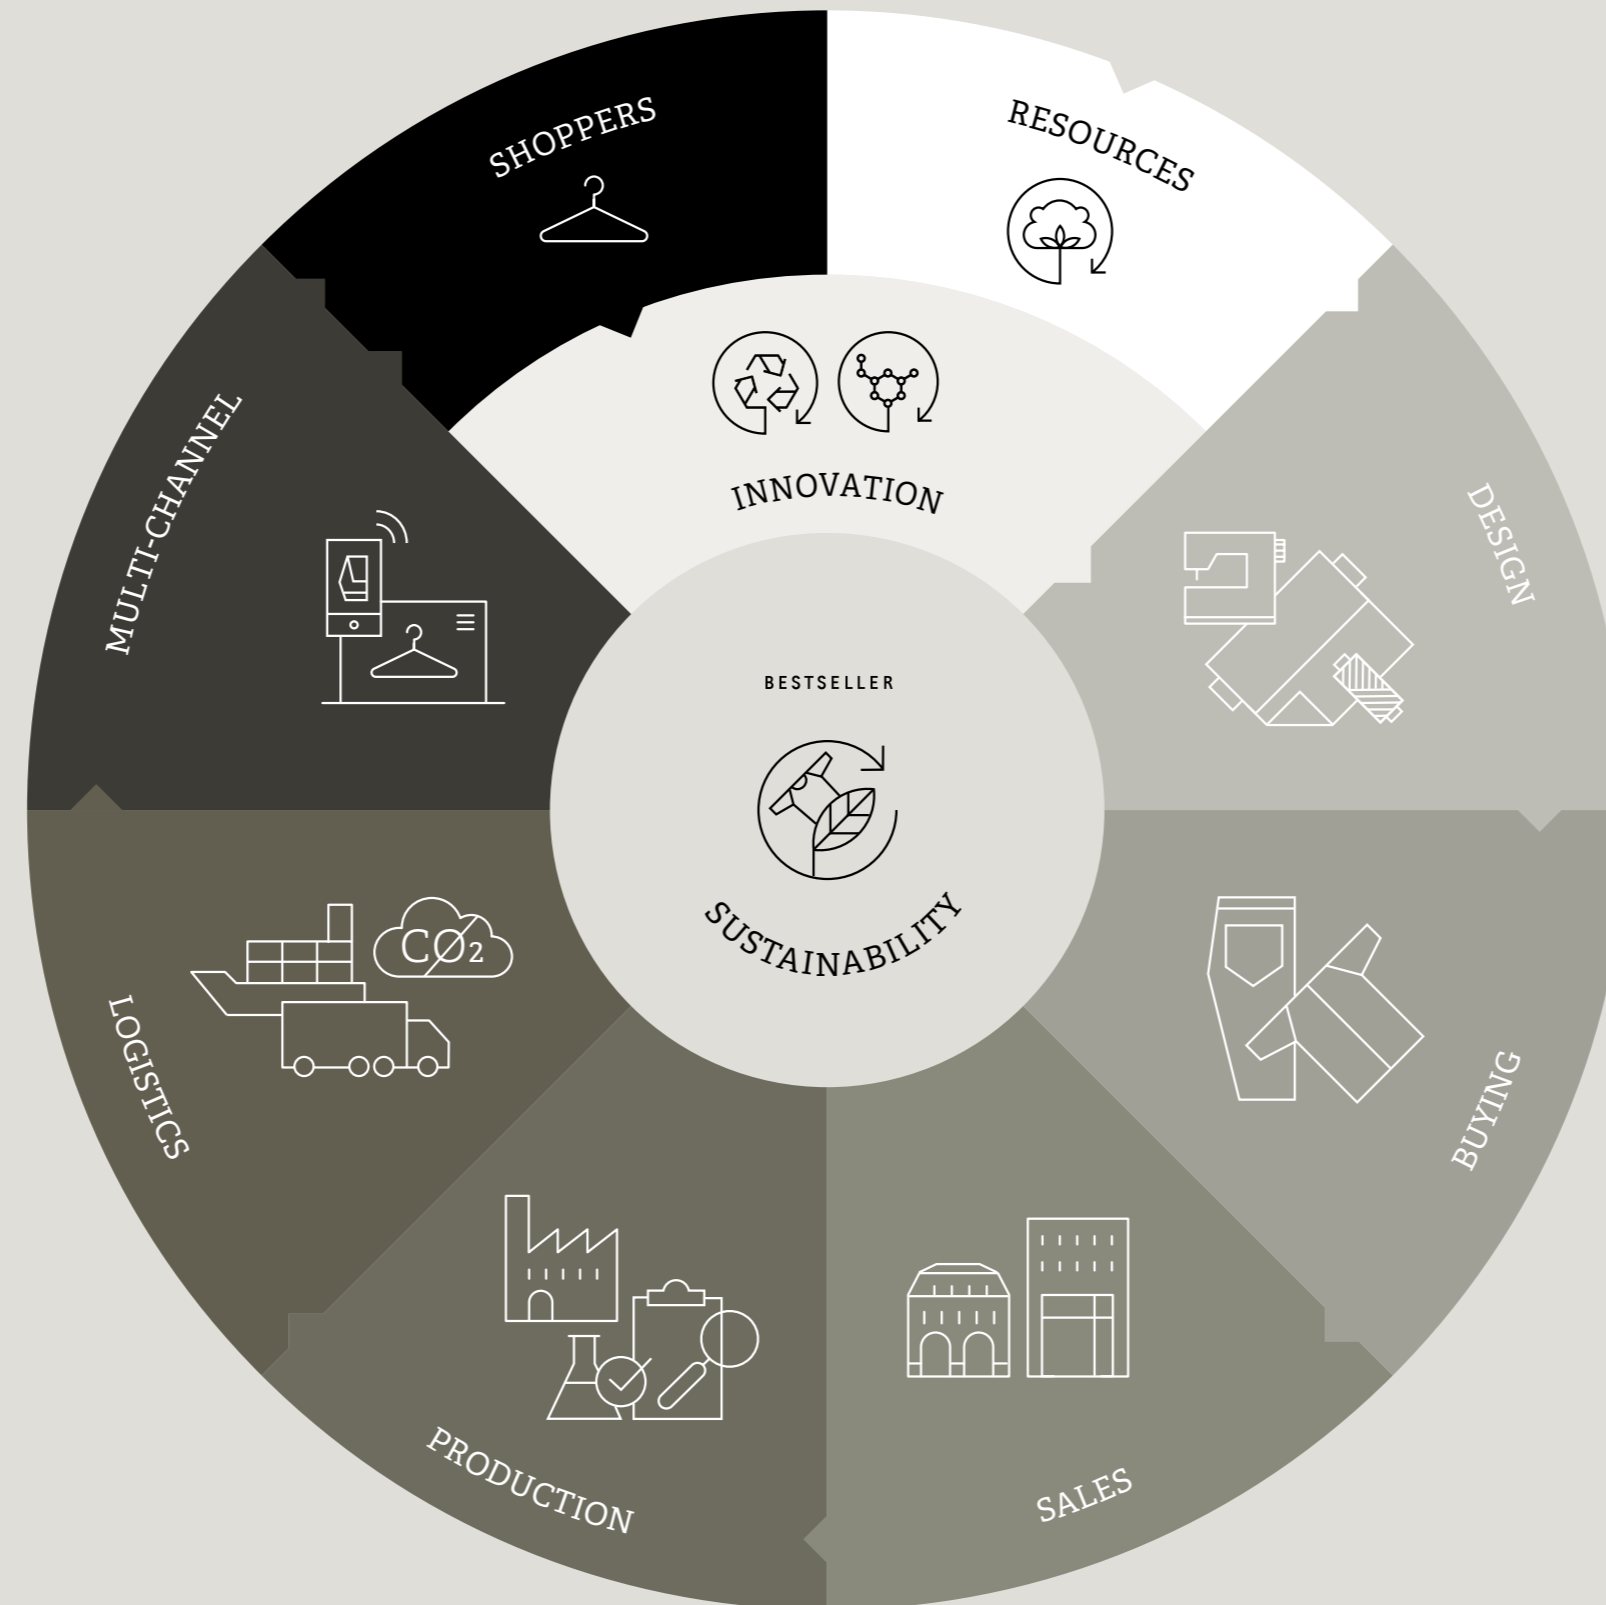 SHOPPERS
RESOURCES
INNOVATION
MULTI-CHANNEL
DESIGN
BESTSELLER
SUSTAINABILITY
CO₂
LOGISTICS
BUYING
PRODUCTION
SALES